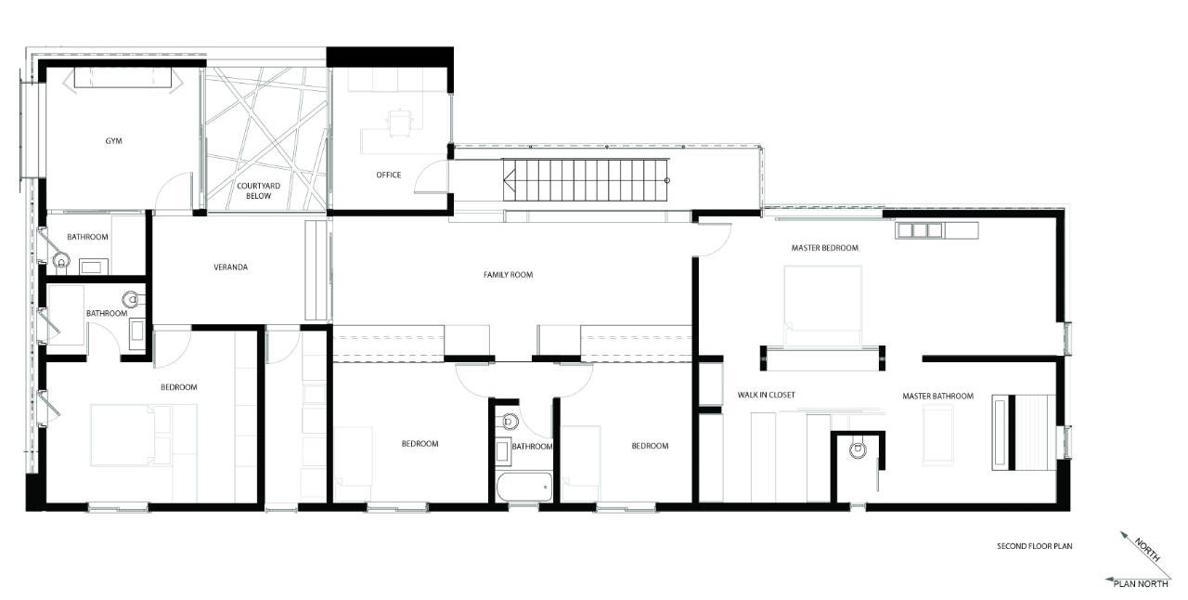 GYM
COURTYARD
BELOW
OFFICE
BATHROOM
VERANDA
FAMILY ROOM
MASTER BEDROOM
BATHROOM
BEDROOM
WALK IN CLOSET
MASTER BATHROOM
BEDROOM
BATHROOM
BEDROOM
SECOND FLOOR PLAN
NORTH
PLAN NORTH